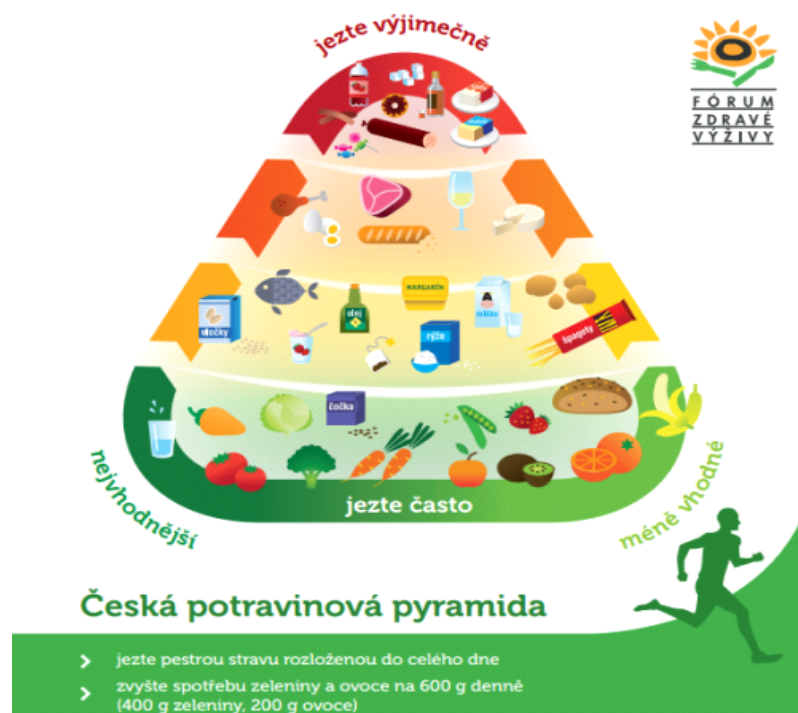 jezte výjimečně
FÓRUM
ZDRAVÉ
VÝŽIVY
MARGARÍN
vločky
olej
mléko
rýže
špagety
čočka
nejvhodnější
jezte často
méně vhodné
Česká potravinová pyramida
jezte pestrou stravu rozloženou do celého dne
zvyšte spotřebu zeleniny a ovoce na 600 g denně
(400 g zeleniny, 200 g ovoce)